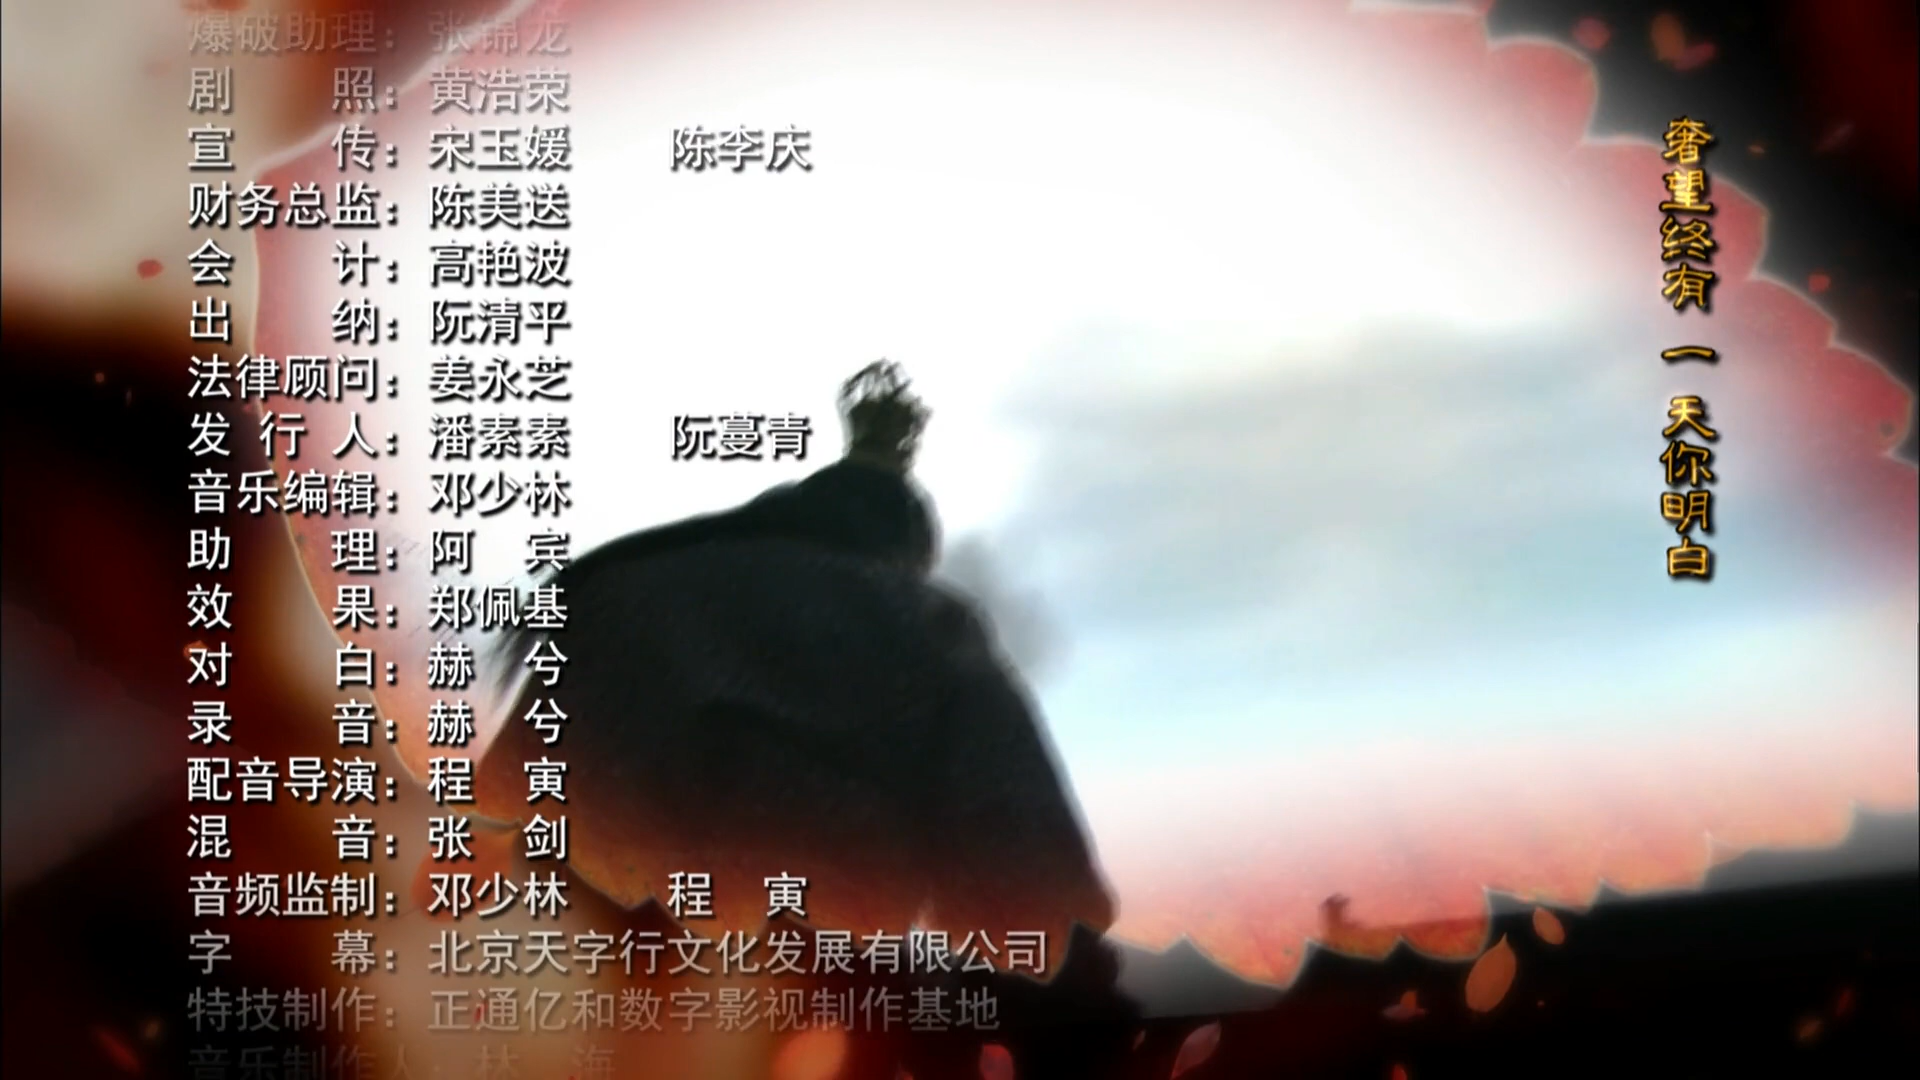 爆破助理：张锦龙
剧照：黄浩荣
宣传：宋玉媛 陈李庆
财务总监：陈美送
会计：高艳波
出纳：阮清平
法律顾问：姜永芝
发行人：潘素素 阮蔓青
音乐编辑：邓少林
助理：阿宾
效果：郑佩基
对白：赫兮
录音：赫兮
配音导演：程寅
混音：张剑
音频监制：邓少林 程寅
字幕：北京天字行文化发展有限公司
特技制作：正通亿和数字影视制作基地
音乐制作人：林海
奢望终有一天你明白